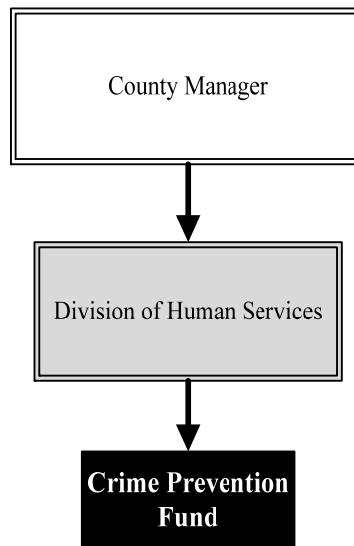 County Manager
Division of Human Services
Crime Prevention
Fund